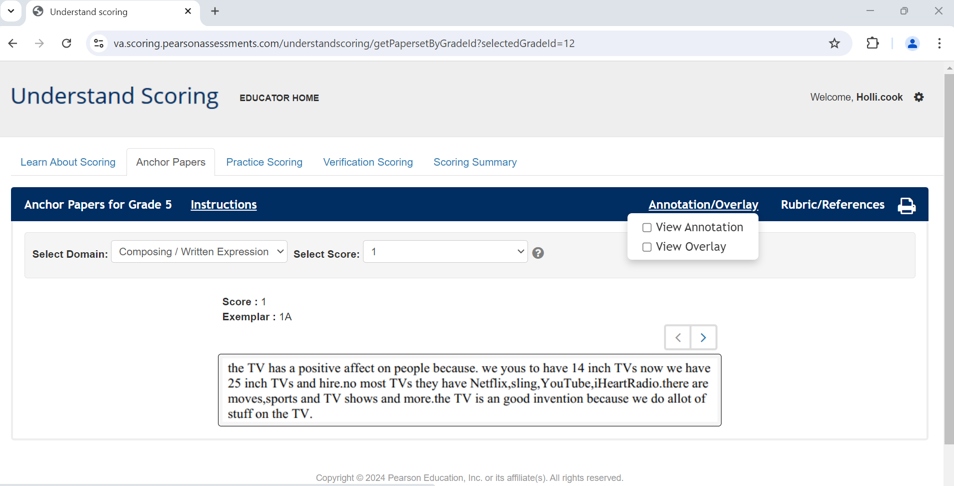 Understand scoring
va.scoring.pearsonassessments.com/understandscoring/getPapersetByGradeId?selectedGradeId=12
Understand Scoring EDUCATOR HOME Welcome, Holli.cook
Learn About Scoring Anchor Papers Practice Scoring Verification Scoring Scoring Summary
Anchor Papers for Grade 5 Instructions Annotation/Overlay Rubric/References
View Annotation
View Overlay
Select Domain: Composing / Written Expression Select Score: 1 ?
Score : 1
Exemplar : 1A
the TV has a positive affect on people because. we yous to have 14 inch TVs now we have
25 inch TVs and hire.no most TVs they have Netflix,sling,YouTube,iHeartRadio.there are
moves,sports and TV shows and more.the TV is an good invention because we do allot of
stuff on the TV.
Copyright © 2024 Pearson Education, Inc. or its affiliate(s). All rights reserved.